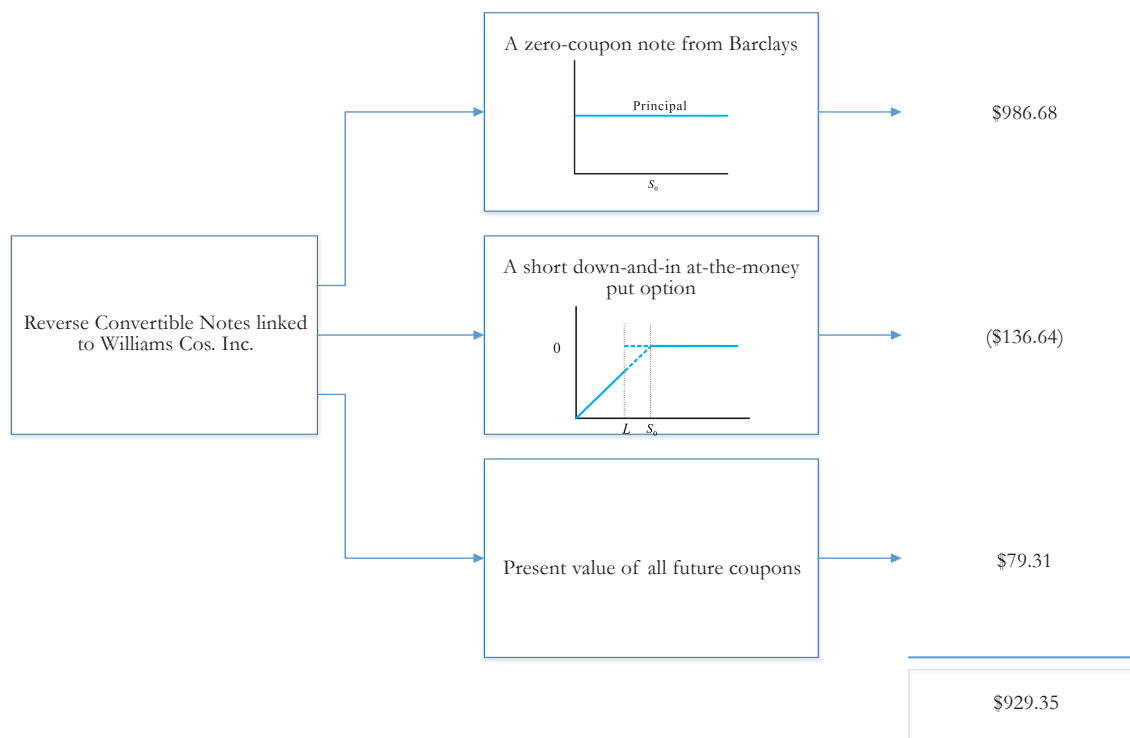 A zero-coupon note from Barclays
Principal
S₀
$986.68
Reverse Convertible Notes linked
to Williams Cos. Inc.
A short down-and-in at-the-money
put option
0
L S₀
($136.64)
Present value of all future coupons
$79.31
$929.35